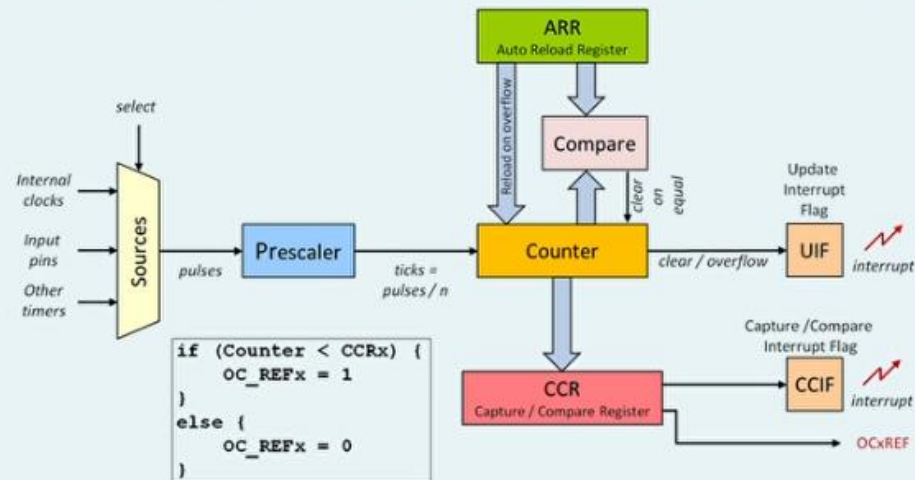 ARR
Auto Reload Register
Reload on overflow
select
Compare
clear
on
equal
Internal
clocks
Input
pins
Other
timers
Sources
pulses
Prescaler
ticks =
pulses / n
Counter
clear / overflow
Update
Interrupt
Flag
UIF
interrupt
if (Counter < CCRx) {
OC_REFx = 1
}
else {
OC_REFx = 0
}
CCR
Capture / Compare Register
Capture /Compare
Interrupt Flag
CCIF
interrupt
OCxREF